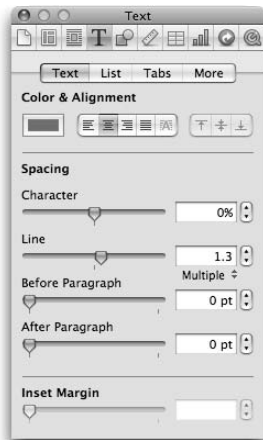 Text
Text List Tabs More
Color & Alignment
Spacing
Character
0%
Line
1.3
Multiple
Before Paragraph
0 pt
After Paragraph
0 pt
Inset Margin